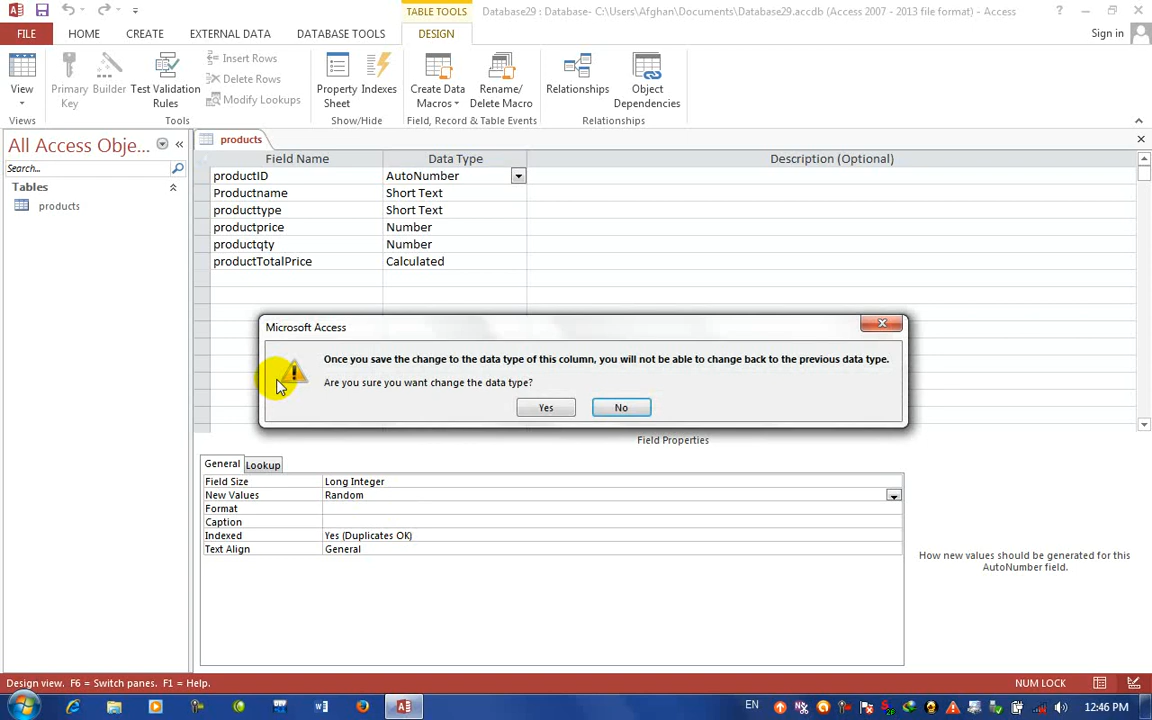 TABLE TOOLS
Database29 : Database- C:\Users\Afghan\Documents\Database29.accdb (Access 2007 - 2013 file format) - Access
FILE HOME CREATE EXTERNAL DATA DATABASE TOOLS DESIGN Sign in
View
Primary Key
Builder
Test Validation Rules
Insert Rows
Delete Rows
Modify Lookups
Property Sheet
Indexes
Create Data Macros
Rename/ Delete Macro
Relationships
Object Dependencies
Views Tools Show/Hide Field, Record & Table Events Relationships
All Access Obje...
Search...
Tables
products
products
Field Name Data Type Description (Optional)
productID AutoNumber
Productname Short Text
producttype Short Text
productprice Number
productqty Number
productTotalPrice Calculated
Microsoft Access
Once you save the change to the data type of this column, you will not be able to change back to the previous data type.
Are you sure you want change the data type?
Yes No
Field Properties
General Lookup
Field Size Long Integer
New Values Random
Format
Caption
Indexed Yes (Duplicates OK)
Text Align General
How new values should be generated for this
AutoNumber field.
Design view. F6 = Switch panes. F1 = Help. NUM LOCK
EN 12:46 PM